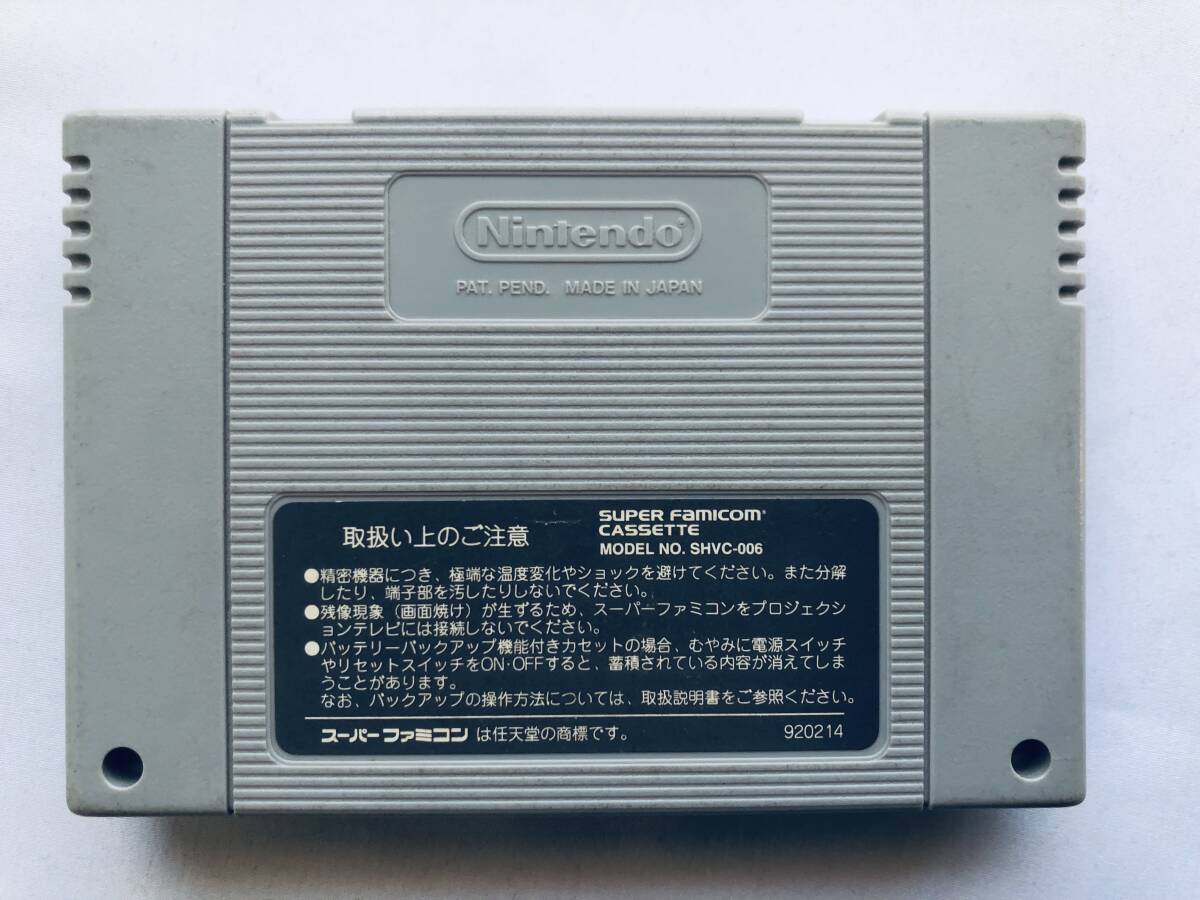 Nintendo®
PAT. PEND. MADE IN JAPAN
取扱い上のご注意
SUPER FAMICOM®
CASSETTE
MODEL NO. SHVC-006
●精密機器につき、極端な温度変化やショックを避けてください。また分解
したり、端子部を汚したりしないでください。
●残像現象（画面焼け）が生ずるため、スーパーファミコンをプロジェクシ
ョンテレビには接続しないでください。
●バッテリーバックアップ機能付きカセットの場合、むやみに電源スイッチ
やリセットスイッチをON・OFFすると、蓄積されている内容が消えてしま
うことがあります。
なお、バックアップの操作方法については、取扱説明書をご参照ください。
スーパーファミコン は任天堂の商標です。 920214